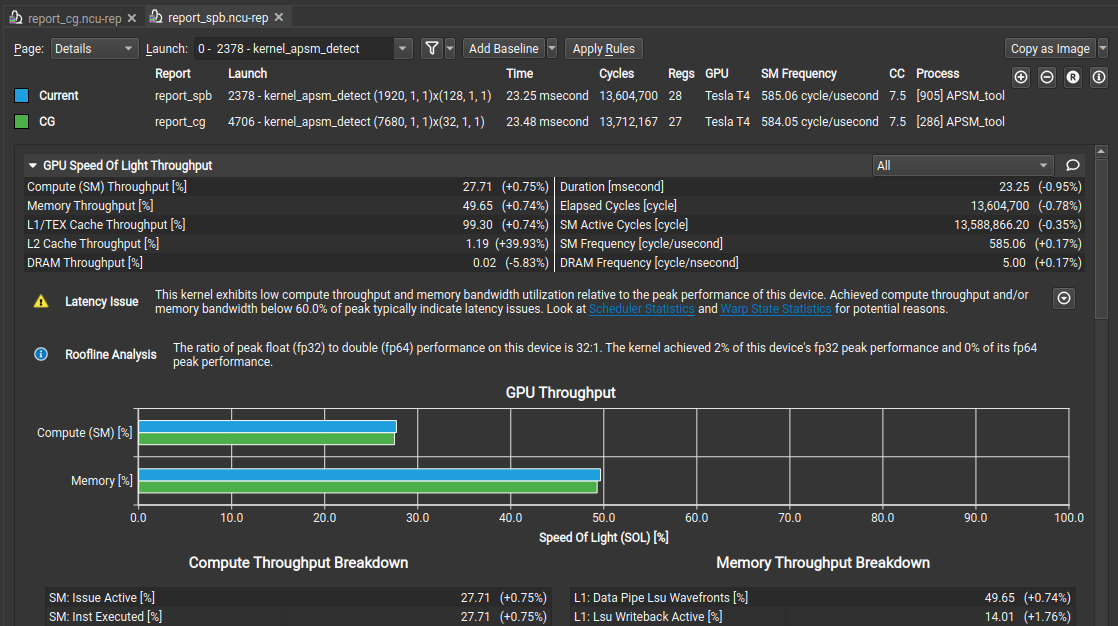 report_cg.ncu-rep ✕ report_spb.ncu-rep ✕
Page: Details Launch: 0 - 2378 - kernel_apsm_detect Add Baseline Apply Rules Copy as Image
Report Launch Time Cycles Regs GPU SM Frequency CC Process
Current report_spb 2378 - kernel_apsm_detect (1920, 1, 1)x(128, 1, 1) 23.25 msecond 13,604,700 28 Tesla T4 585.06 cycle/usecond 7.5 [905] APSM_tool
CG report_cg 4706 - kernel_apsm_detect (7680, 1, 1)x(32, 1, 1) 23.48 msecond 13,712,167 27 Tesla T4 584.05 cycle/usecond 7.5 [286] APSM_tool
GPU Speed Of Light Throughput All
Compute (SM) Throughput [%] 27.71 (+0.75%) Duration [msecond] 23.25 (-0.95%)
Memory Throughput [%] 49.65 (+0.74%) Elapsed Cycles [cycle] 13,604,700 (-0.78%)
L1/TEX Cache Throughput [%] 99.30 (+0.74%) SM Active Cycles [cycle] 13,588,866.20 (-0.35%)
L2 Cache Throughput [%] 1.19 (+39.93%) SM Frequency [cycle/usecond] 585.06 (+0.17%)
DRAM Throughput [%] 0.02 (-5.83%) DRAM Frequency [cycle/nsecond] 5.00 (+0.17%)
Latency Issue
This kernel exhibits low compute throughput and memory bandwidth utilization relative to the peak performance of this device. Achieved compute throughput and/or
memory bandwidth below 60.0% of peak typically indicate latency issues. Look at Scheduler Statistics and Warp State Statistics for potential reasons.
Roofline Analysis
The ratio of peak float (fp32) to double (fp64) performance on this device is 32:1. The kernel achieved 2% of this device's fp32 peak performance and 0% of its fp64
peak performance.
GPU Throughput
Compute (SM) [%]
Memory [%]
0.0 10.0 20.0 30.0 40.0 50.0 60.0 70.0 80.0 90.0 100.0
Speed Of Light (SOL) [%]
Compute Throughput Breakdown Memory Throughput Breakdown
SM: Issue Active [%] 27.71 (+0.75%) L1: Data Pipe Lsu Wavefronts [%] 49.65 (+0.74%)
SM: Inst Executed [%] 27.71 (+0.75%) L1: Lsu Writeback Active [%] 14.01 (+1.76%)